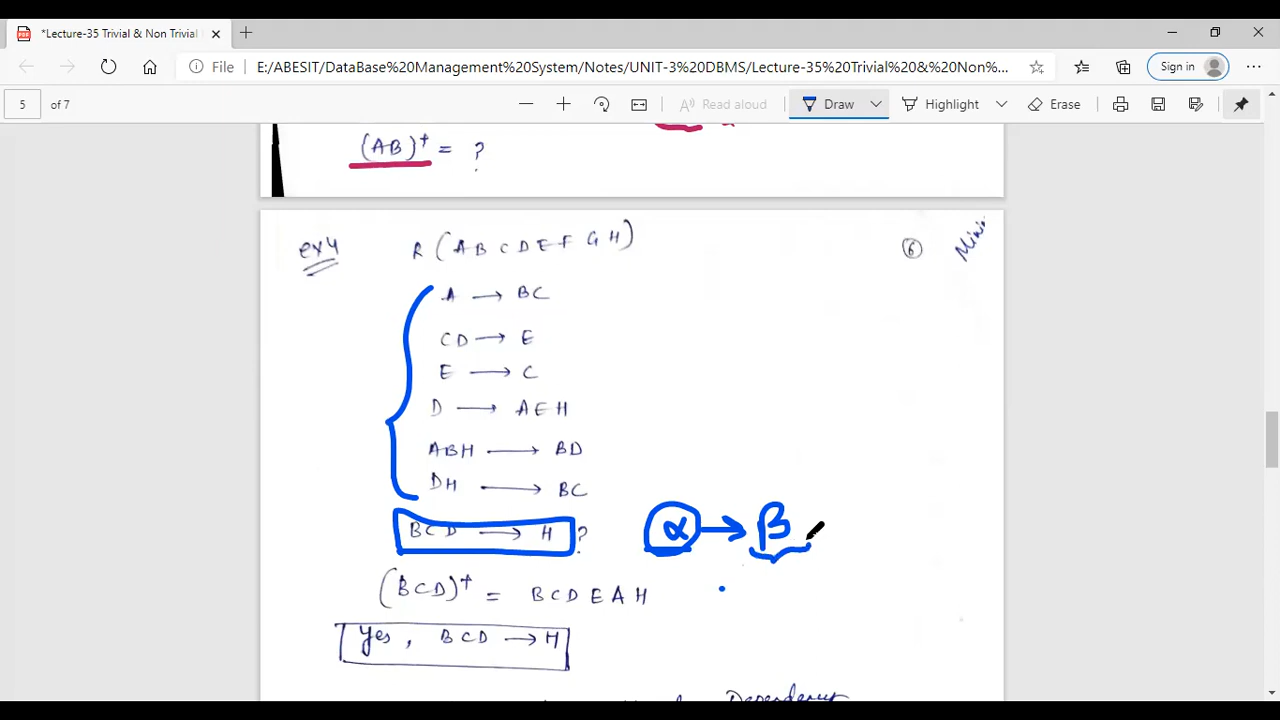 *Lecture-35 Trivial & Non Trivial
File E:/ABESIT/DataBase%20Management%20System/Notes/UNIT-3%20DBMS/Lecture-35%20Trivial%20&%20Non%... Sign in
5 of 7 Read aloud Draw Highlight Erase
(AB)⁺ = ?
ex4 R (A B C D E F G H) 6
A → BC
CD → E
E → C
D → AEH
ABH → BD
DH → BC
BCD → H ? α → β
(BCD)⁺ = B C D E A H
Yes, BCD → H
Dependency